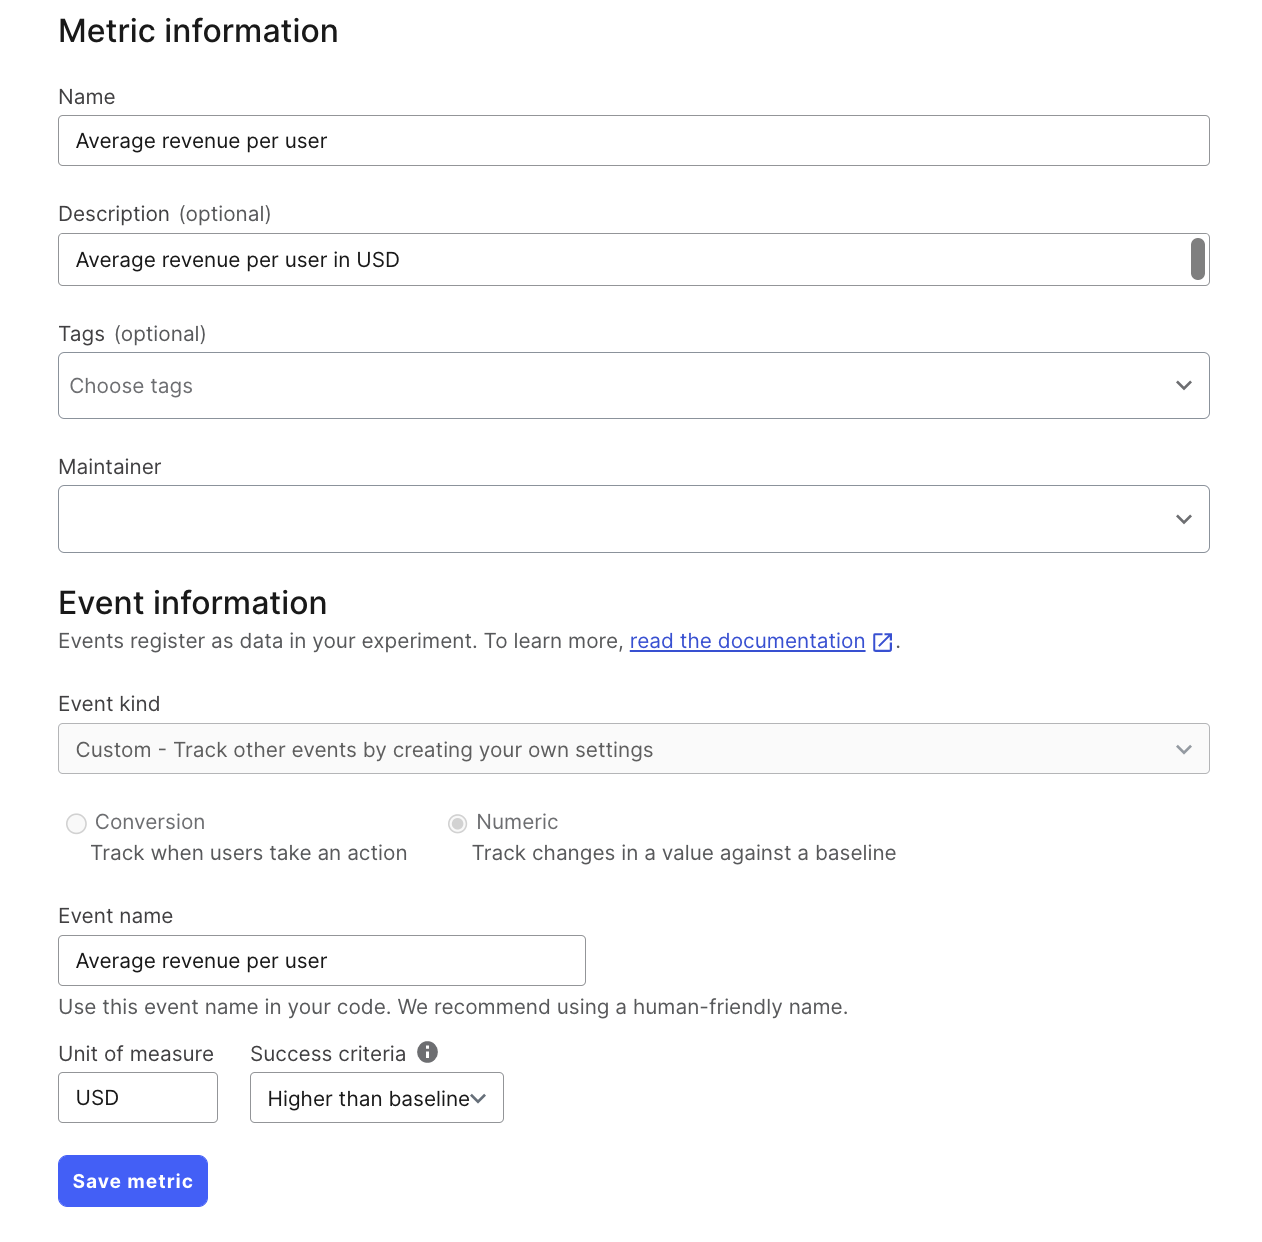 Metric information
Name
Average revenue per user
Description (optional)
Average revenue per user in USD
Tags (optional)
Choose tags
Maintainer
Event information
Events register as data in your experiment. To learn more, read the documentation .
Event kind
Custom - Track other events by creating your own settings
Conversion Numeric
Track when users take an action Track changes in a value against a baseline
Event name
Average revenue per user
Use this event name in your code. We recommend using a human-friendly name.
Unit of measure Success criteria
USD Higher than baseline
Save metric